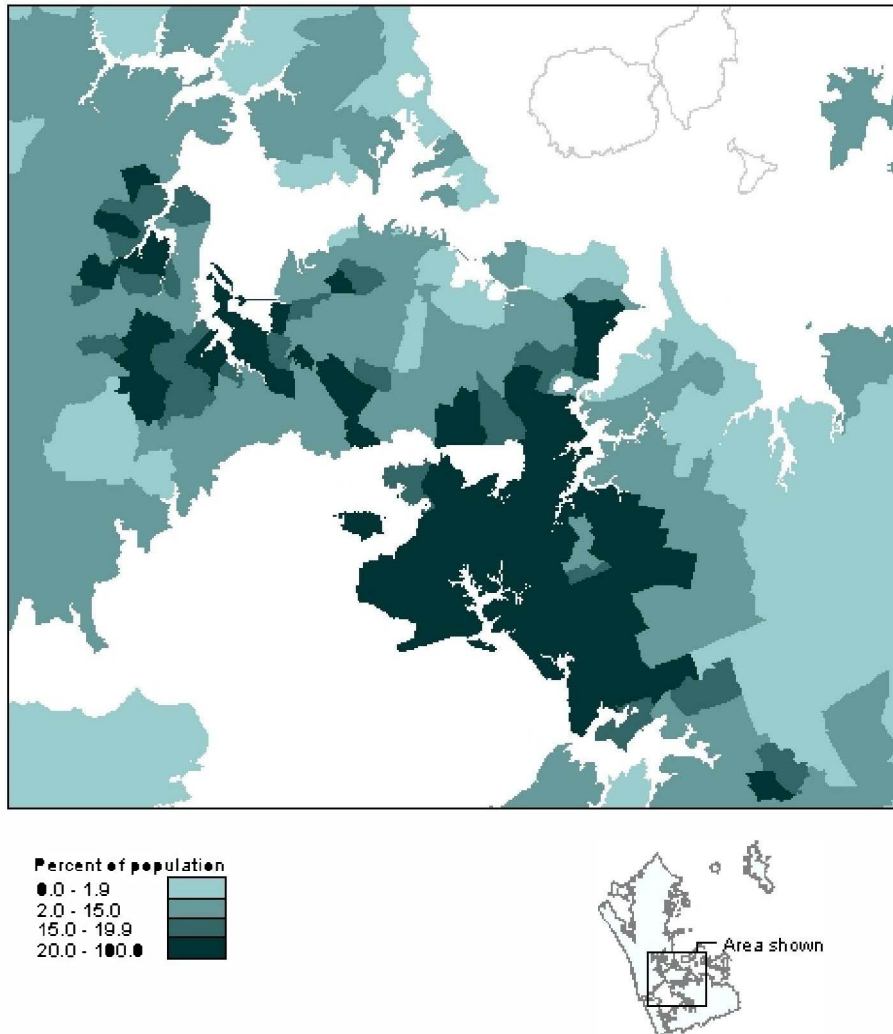 Percent of population
0.0 - 1.9
2.0 - 15.0
15.0 - 19.9
20.0 - 100.0
Area shown